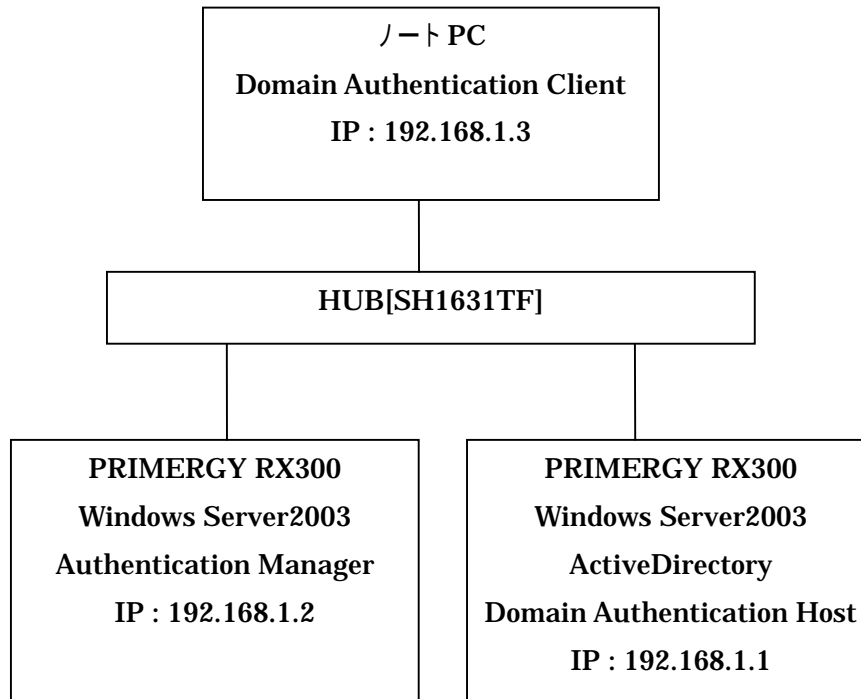 ノート PC
Domain Authentication Client
IP : 192.168.1.3
HUB[SH1631TF]
PRIMERGY RX300
Windows Server2003
Authentication Manager
IP : 192.168.1.2
PRIMERGY RX300
Windows Server2003
ActiveDirectory
Domain Authentication Host
IP : 192.168.1.1